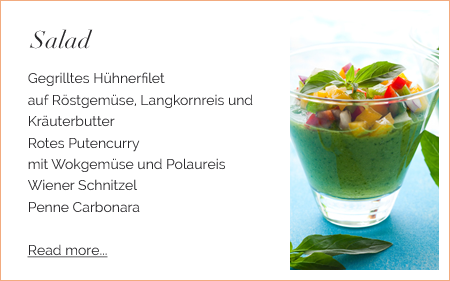 Salad
Gegrilltes Hühnerfilet
auf Röstgemüse, Langkornreis und
Kräuterbutter
Rotes Putencurry
mit Wokgemüse und Polaureis
Wiener Schnitzel
Penne Carbonara
Read more...